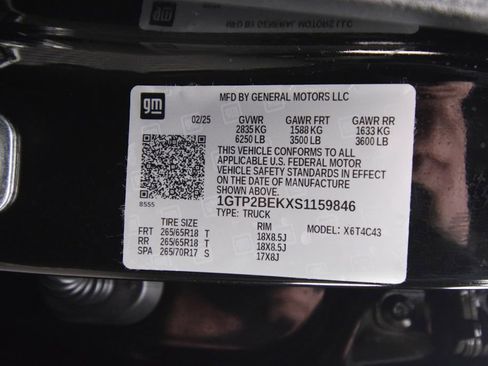 gm
MFD BY GENERAL MOTORS LLC
02/25 GVWR GAWR FRT GAWR RR
2835 KG 1588 KG 1633 KG
6250 LB 3500 LB 3600 LB
THIS VEHICLE CONFORMS TO ALL
APPLICABLE U.S. FEDERAL MOTOR
VEHICLE SAFETY STANDARDS IN EFFECT
ON THE DATE OF MANUFACTURE
SHOWN ABOVE.
1GTP2BEKXS1159846
TYPE: TRUCK
8555
TIRE SIZE RIM MODEL: X6T4C43
FRT 265/65R18 T 18X8.5J
RR 265/65R18 T 18X8.5J
SPA 265/70R17 S 17X8J